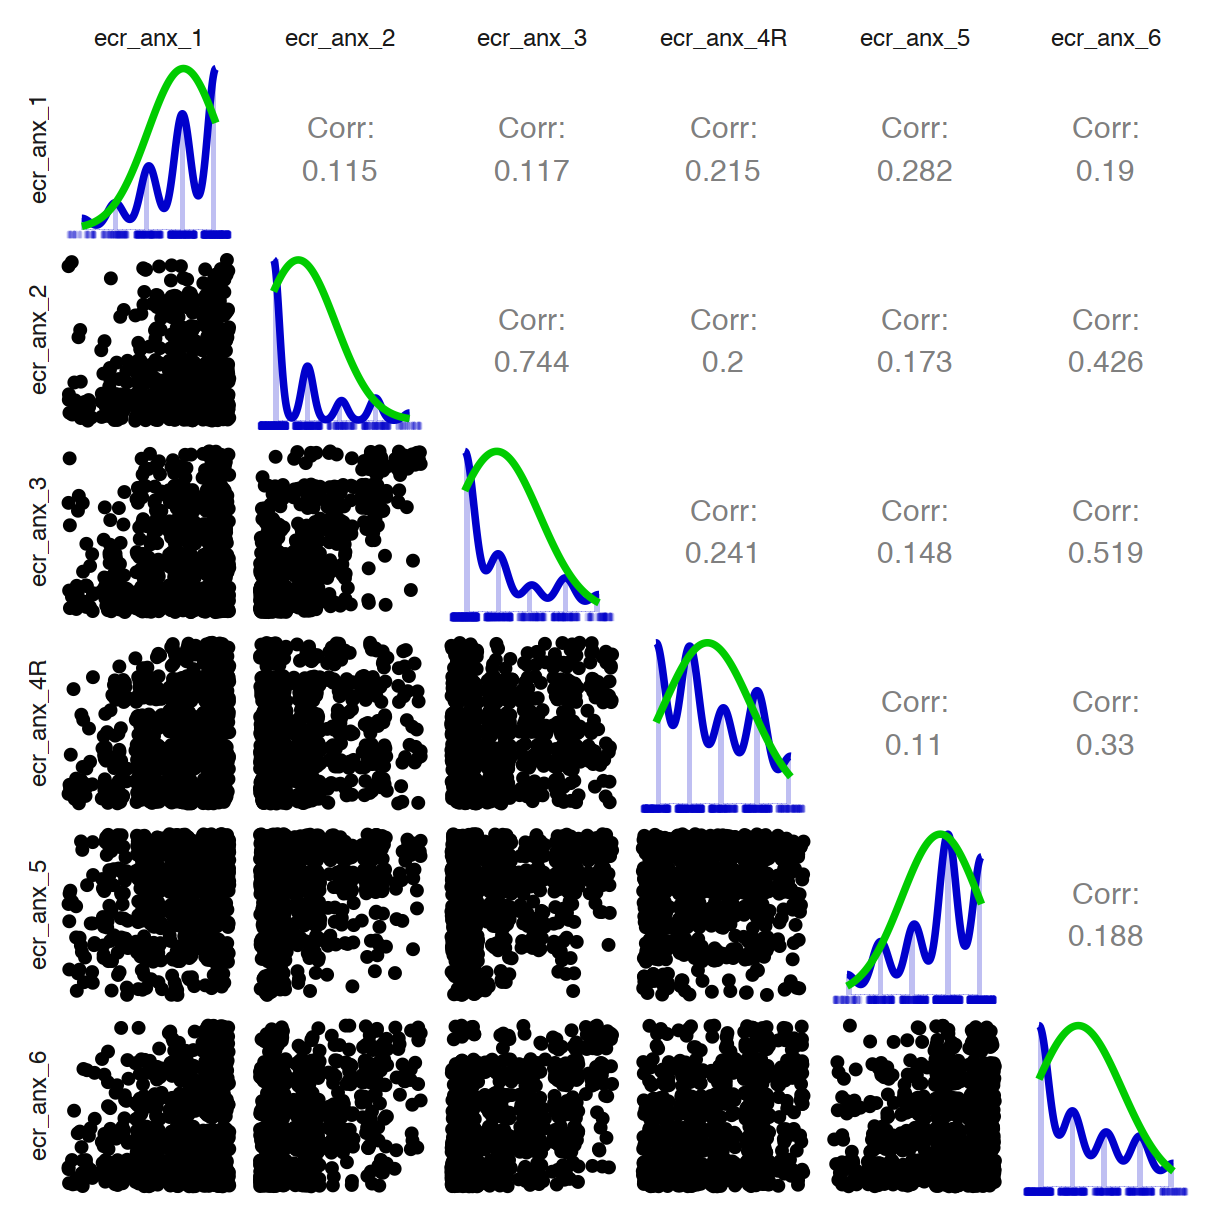 ecr_anx_1 ecr_anx_2 ecr_anx_3 ecr_anx_4R ecr_anx_5 ecr_anx_6
ecr_anx_1
Corr: Corr: Corr: Corr: Corr:
0.115 0.117 0.215 0.282 0.19
ecr_anx_2
Corr: Corr: Corr: Corr:
0.744 0.2 0.173 0.426
ecr_anx_3
Corr: Corr: Corr:
0.241 0.148 0.519
ecr_anx_4R
Corr: Corr:
0.11 0.33
ecr_anx_5
Corr:
0.188
ecr_anx_6